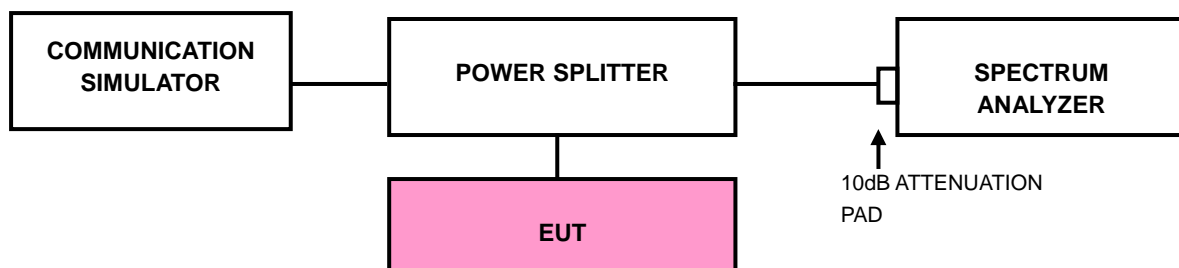 COMMUNICATION
SIMULATOR
POWER SPLITTER
SPECTRUM
ANALYZER
10dB ATTENUATION
PAD
EUT